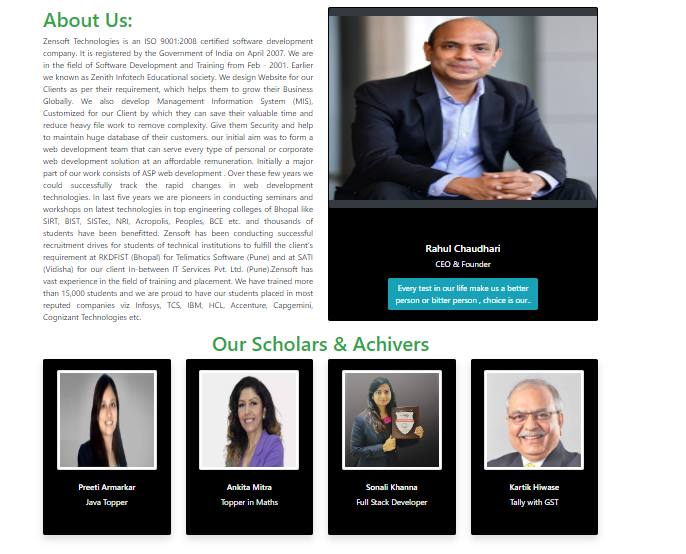 About Us:
Zensoft Technologies is an ISO 9001:2008 certified software development
company. It is registered by the Government of India on April 2007. We are
in the field of Software Development and Training from Feb - 2001. Earlier
we known as Zenith Infotech Educational society. We design Website for our
Clients as per their requirement, which helps them to grow their Business
Globally. We also develop Management Information System (MIS),
Customized for our Client by which they can save their valuable time and
reduce heavy file work to remove complexity. Give them Security and help
to maintain huge database of their customers. our initial aim was to form a
web development team that can serve every type of personal or corporate
web development solution at an affordable remuneration. Initially a major
part of our work consists of ASP web development . Over these few years we
could successfully track the rapid changes in web development
technologies. In last five years we are pioneers in conducting seminars and
workshops on latest technologies in top engineering colleges of Bhopal like
SIRT, BIST, SISTec, NRI, Acropolis, Peoples, BCE etc. and thousands of
students have been benefitted. Zensoft has been conducting successful
recruitment drives for students of technical institutions to fulfill the client's
requirement at RKDFIST (Bhopal) for Telimatics Software (Pune) and at SATI
(Vidisha) for our client In-between IT Services Pvt. Ltd. (Pune).Zensoft has
vast experience in the field of training and placement. We have trained more
than 15,000 students and we are proud to have our students placed in most
reputed companies viz Infosys, TCS, IBM, HCL, Accenture, Capgemini,
Cognizant Technologies etc.
Rahul Chaudhari
CEO & Founder
Every test in our life make us a better
person or bitter person , choice is our..
Our Scholars & Achivers
Preeti Armarkar
Java Topper
Ankita Mitra
Topper in Maths
Sonali Khanna
Full Stack Developer
Kartik Hiwase
Tally with GST